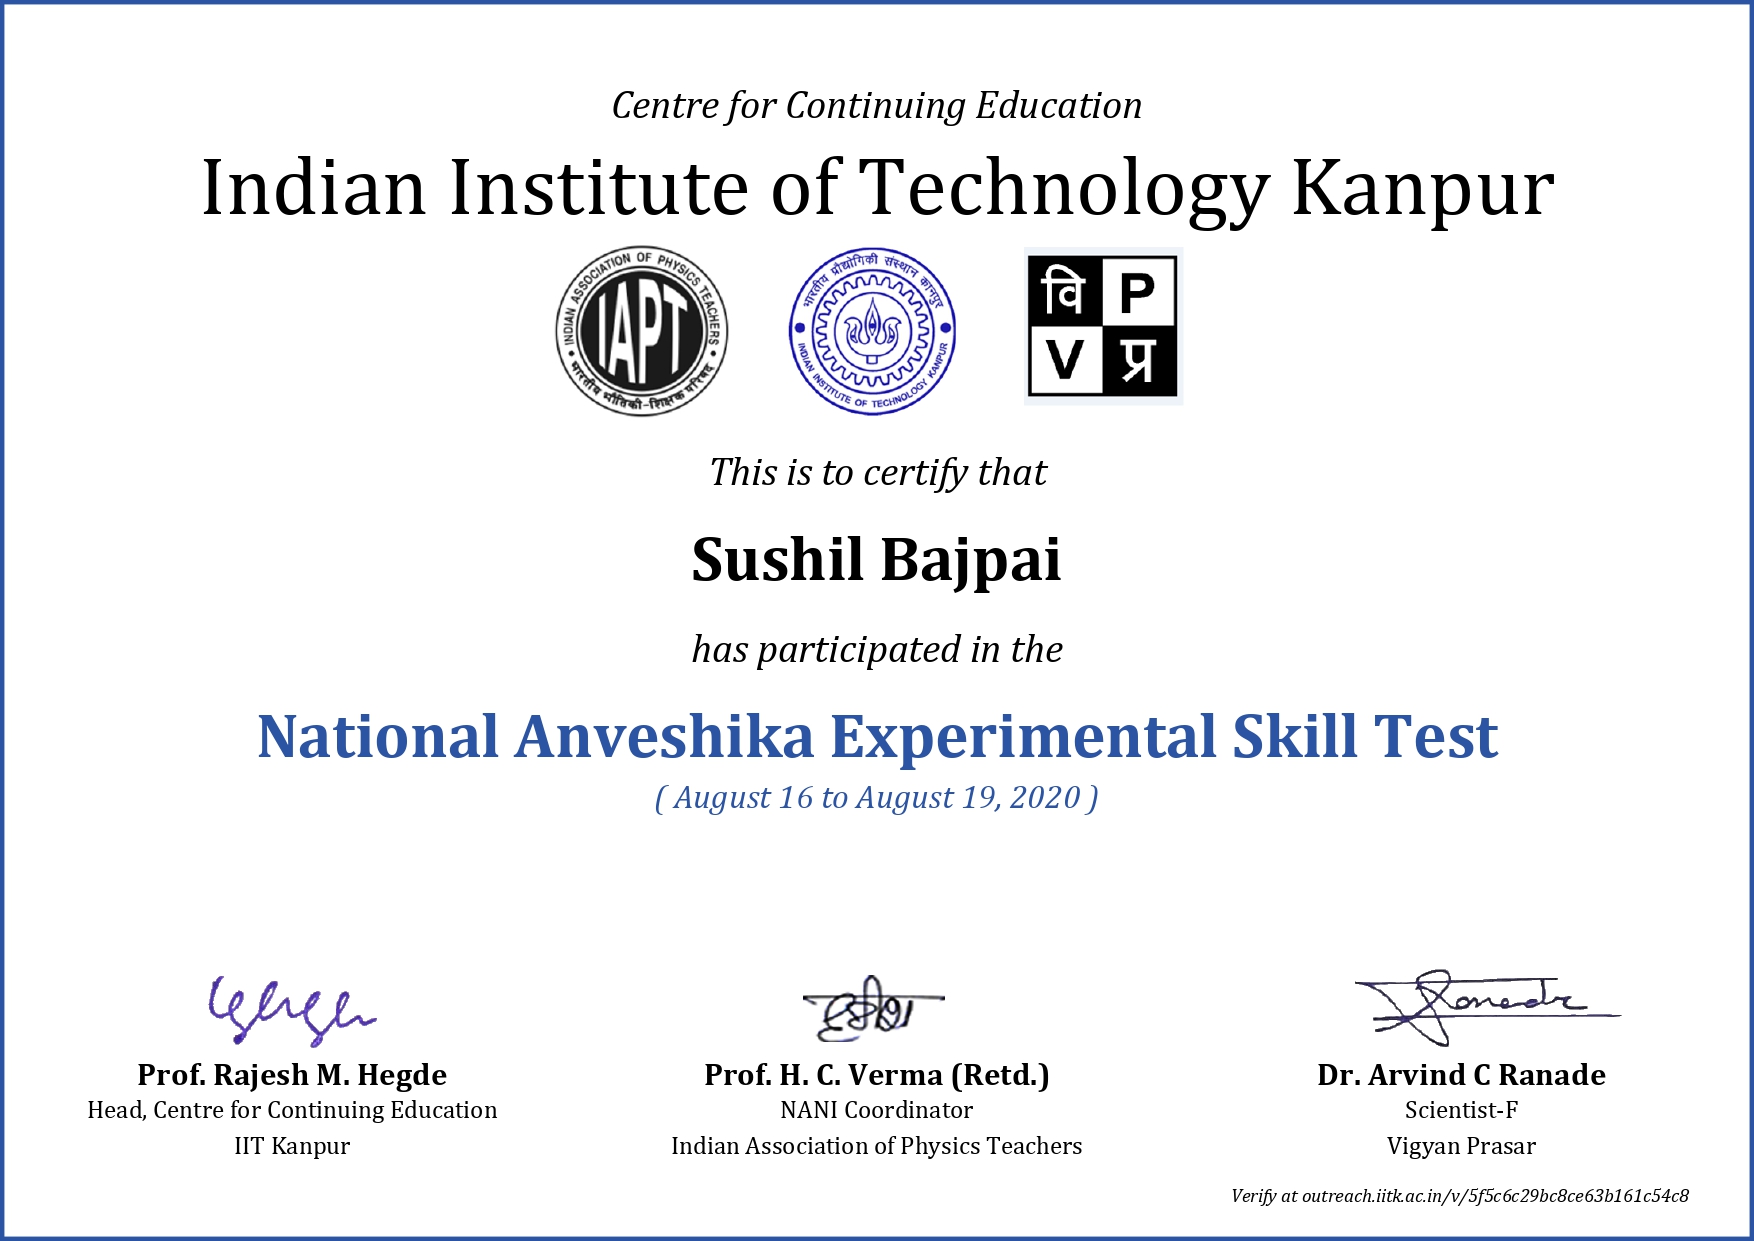 Centre for Continuing Education
Indian Institute of Technology Kanpur
INDIAN ASSOCIATION OF PHYSICS TEACHERS
IAPT
भारतीय भौतिकी-शिक्षक परिषद
भारतीय प्रौद्योगिकी संस्थान कानपुर
INDIAN INSTITUTE OF TECHNOLOGY KANPUR
वि P
V प्र
This is to certify that
Sushil Bajpai
has participated in the
National Anveshika Experimental Skill Test
( August 16 to August 19, 2020 )
Prof. Rajesh M. Hegde
Head, Centre for Continuing Education
IIT Kanpur
Prof. H. C. Verma (Retd.)
NANI Coordinator
Indian Association of Physics Teachers
Dr. Arvind C Ranade
Scientist-F
Vigyan Prasar
Verify at outreach.iitk.ac.in/v/5f5c6c29bc8ce63b161c54c8